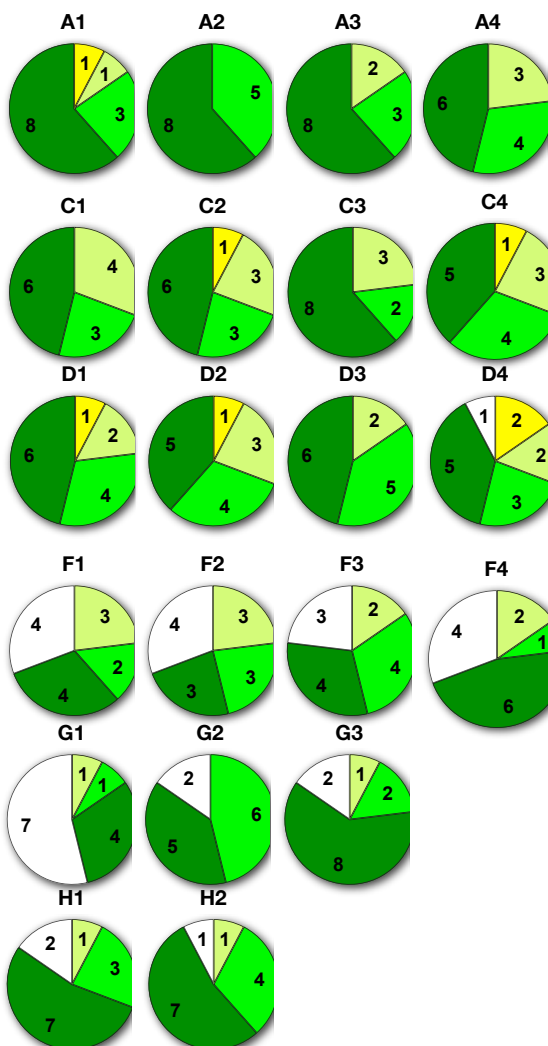 A1 A2 A3 A4
1 1 3 8 5 8 2 3 8 3 4 6
C1 C2 C3 C4
4 3 6 1 3 3 6 3 2 8 1 3 4 5
D1 D2 D3 D4
1 2 4 6 1 3 4 5 2 5 6 1 2 2 3 5
F1 F2 F3 F4
3 2 4 4 3 3 3 4 2 4 4 3 2 1 6 4
G1 G2 G3
1 1 4 7 6 5 2 1 2 8 2
H1 H2
1 3 7 2 1 4 7 1